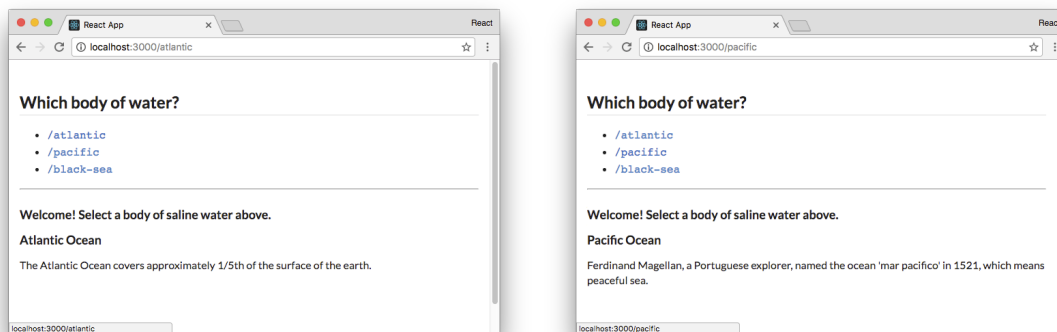 React App
React
localhost:3000/atlantic
Which body of water?
/atlantic
/pacific
/black-sea
Welcome! Select a body of saline water above.
Atlantic Ocean
The Atlantic Ocean covers approximately 1/5th of the surface of the earth.
localhost:3000/atlantic
React App
Reac
localhost:3000/pacific
Which body of water?
/atlantic
/pacific
/black-sea
Welcome! Select a body of saline water above.
Pacific Ocean
Ferdinand Magellan, a Portuguese explorer, named the ocean 'mar pacifico' in 1521, which means
peaceful sea.
localhost:3000/pacific